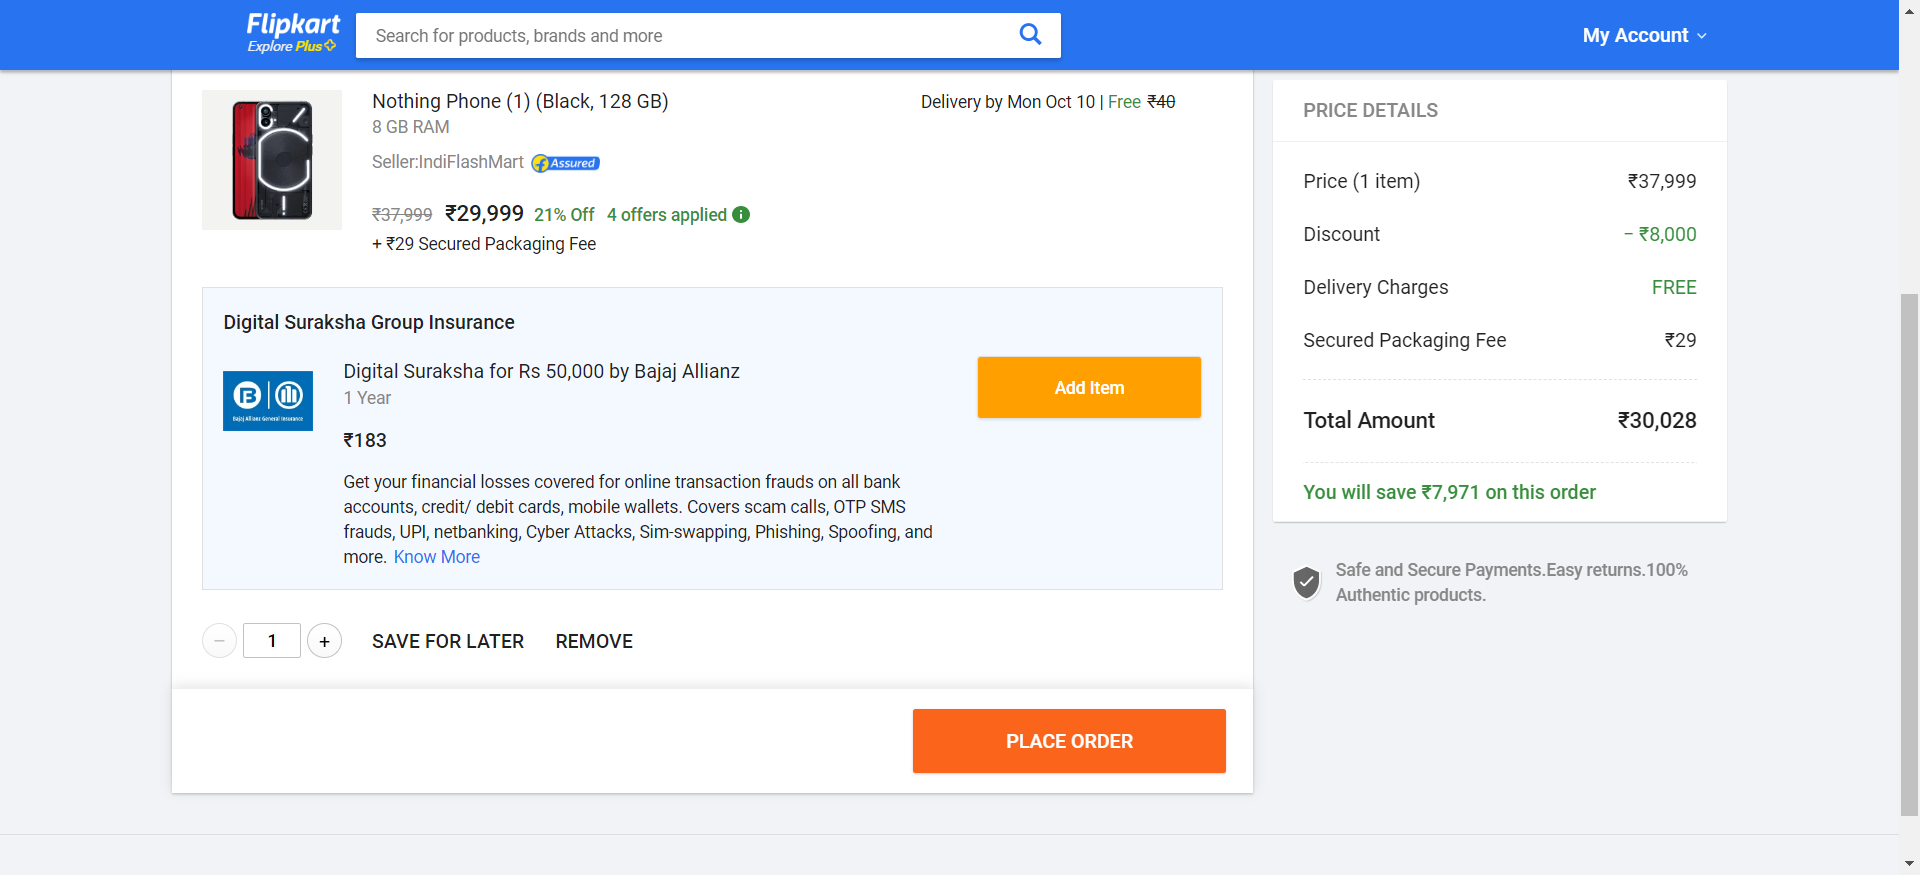 Flipkart
Explore Plus
Search for products, brands and more
My Account
Nothing Phone (1) (Black, 128 GB)
8 GB RAM
Seller:IndiFlashMart
f Assured
₹37,999 ₹29,999 21% Off 4 offers applied i
+ ₹29 Secured Packaging Fee
Delivery by Mon Oct 10 | Free ₹40
Digital Suraksha Group Insurance
Bajaj Allianz General Insurance
Digital Suraksha for Rs 50,000 by Bajaj Allianz
1 Year
₹183
Get your financial losses covered for online transaction frauds on all bank
accounts, credit/ debit cards, mobile wallets. Covers scam calls, OTP SMS
frauds, UPI, netbanking, Cyber Attacks, Sim-swapping, Phishing, Spoofing, and
more. Know More
Add Item
− 1 + SAVE FOR LATER REMOVE
PLACE ORDER
PRICE DETAILS
Price (1 item) ₹37,999
Discount − ₹8,000
Delivery Charges FREE
Secured Packaging Fee ₹29
Total Amount ₹30,028
You will save ₹7,971 on this order
Safe and Secure Payments.Easy returns.100%
Authentic products.